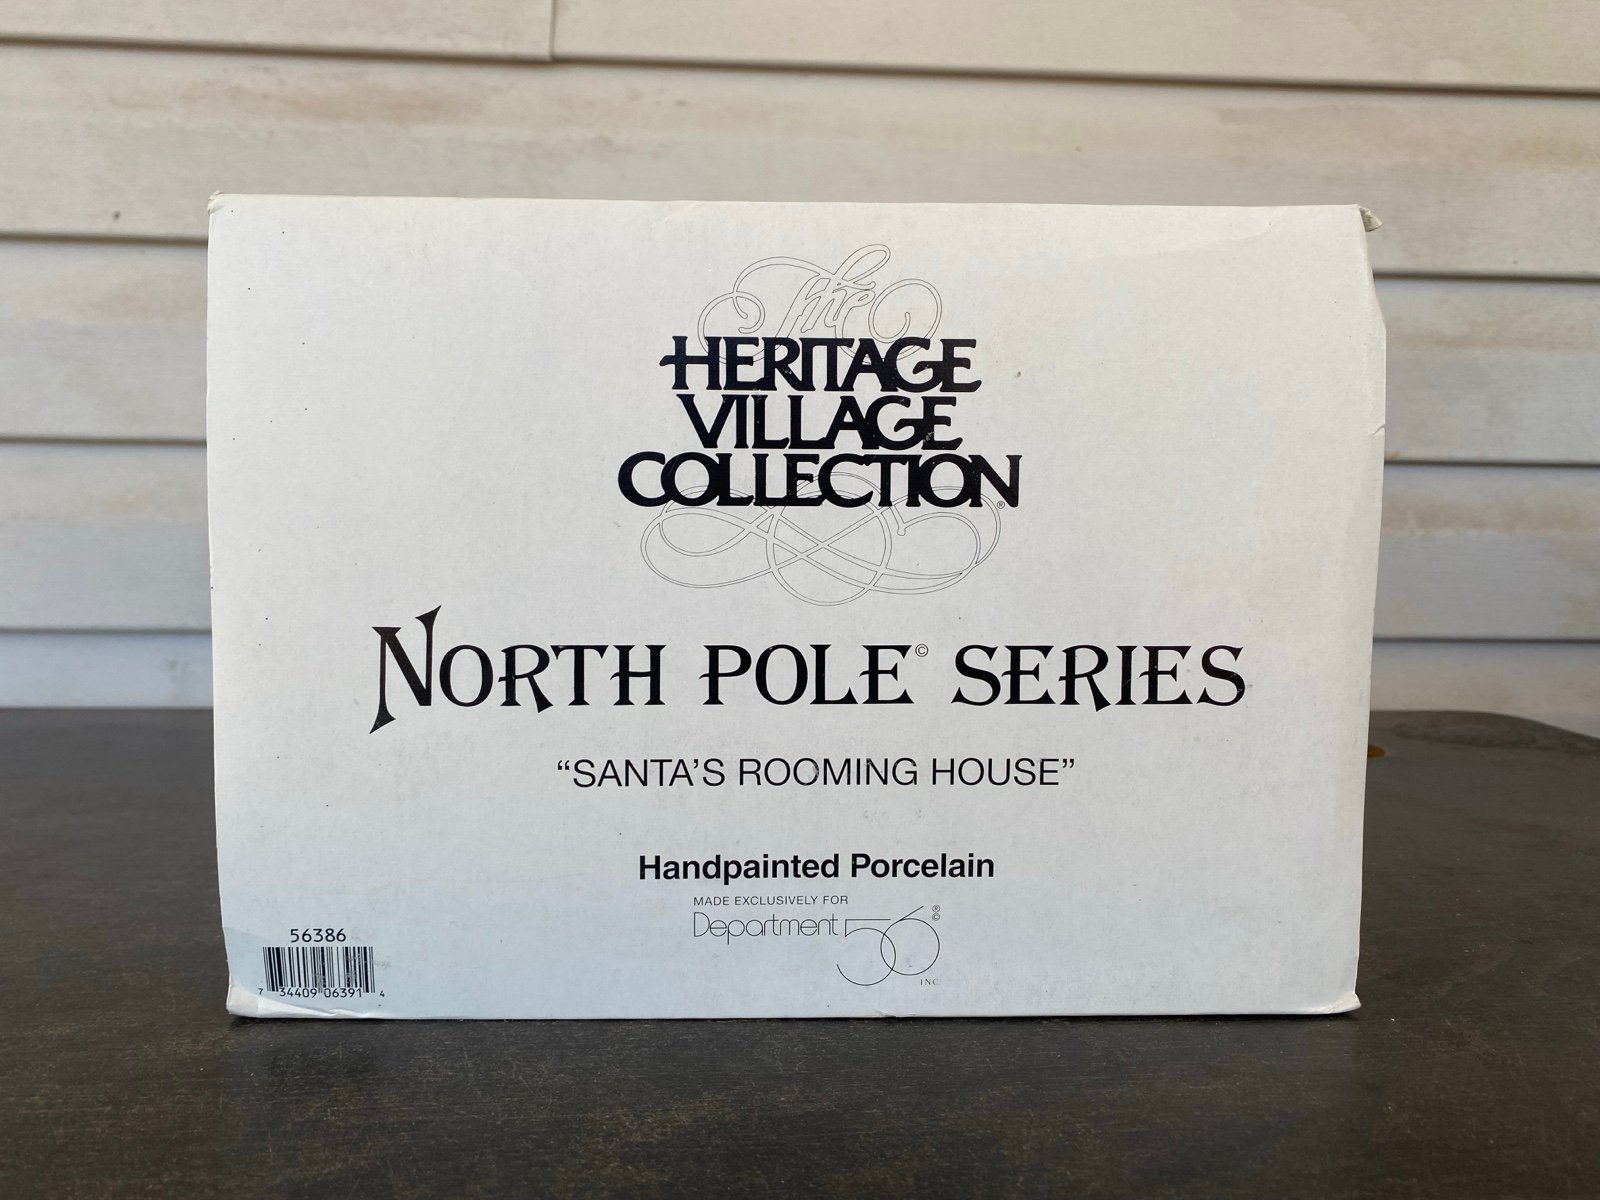 The
HERITAGE
VILLAGE
COLLECTION®
NORTH POLE© SERIES
“SANTA’S ROOMING HOUSE”
Handpainted Porcelain
MADE EXCLUSIVELY FOR
Department 56 ® ©
INC
56386
7 34409 06391 4